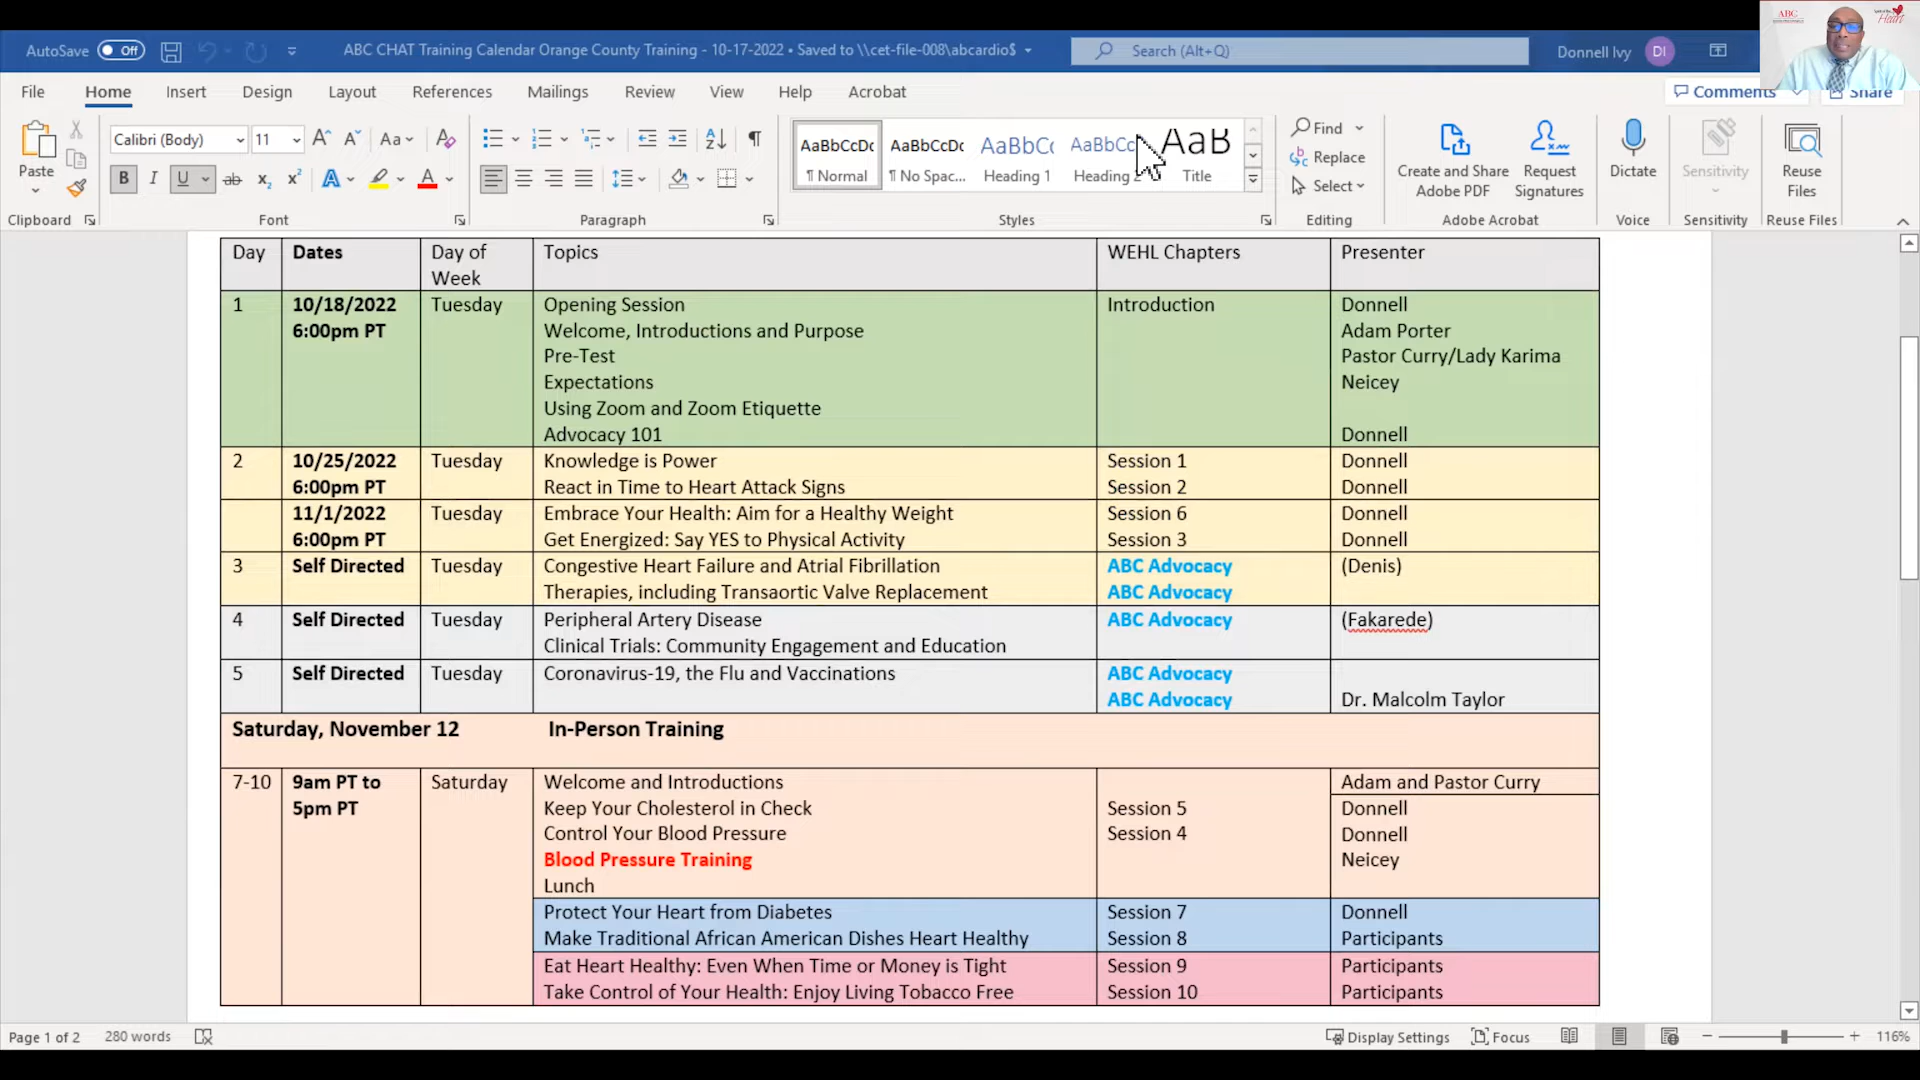 AutoSave Off ABC CHAT Training Calendar Orange County Training - 10-17-2022 • Saved to \\cet-file-008\abcardio$ Search (Alt+Q) Donnell Ivy DI
ABC
Heart
File Home Insert Design Layout References Mailings Review View Help Acrobat Comments Share
Paste
Calibri (Body) 11
AaBbCcDc ¶ Normal
AaBbCcDc ¶ No Spac...
AaBbCc Heading 1
AaBbCc Heading 2
AaB Title
Find
Replace
Select
Create and Share Adobe PDF
Request Signatures
Dictate
Sensitivity
Reuse Files
Clipboard Font Paragraph Styles Editing Adobe Acrobat Voice Sensitivity Reuse Files
Day Dates Day of Week Topics WEHL Chapters Presenter
1 10/18/2022 Tuesday Opening Session Introduction Donnell
6:00pm PT Welcome, Introductions and Purpose Adam Porter
Pre-Test Pastor Curry/Lady Karima
Expectations Neicey
Using Zoom and Zoom Etiquette
Advocacy 101 Donnell
2 10/25/2022 Tuesday Knowledge is Power Session 1 Donnell
6:00pm PT React in Time to Heart Attack Signs Session 2 Donnell
11/1/2022 Tuesday Embrace Your Health: Aim for a Healthy Weight Session 6 Donnell
6:00pm PT Get Energized: Say YES to Physical Activity Session 3 Donnell
3 Self Directed Tuesday Congestive Heart Failure and Atrial Fibrillation ABC Advocacy (Denis)
Therapies, including Transaortic Valve Replacement ABC Advocacy
4 Self Directed Tuesday Peripheral Artery Disease ABC Advocacy (Fakarede)
Clinical Trials: Community Engagement and Education
5 Self Directed Tuesday Coronavirus-19, the Flu and Vaccinations ABC Advocacy
ABC Advocacy Dr. Malcolm Taylor
Saturday, November 12 In-Person Training
7-10 9am PT to Saturday Welcome and Introductions Adam and Pastor Curry
5pm PT Keep Your Cholesterol in Check Session 5 Donnell
Control Your Blood Pressure Session 4 Donnell
Blood Pressure Training Neicey
Lunch
Protect Your Heart from Diabetes Session 7 Donnell
Make Traditional African American Dishes Heart Healthy Session 8 Participants
Eat Heart Healthy: Even When Time or Money is Tight Session 9 Participants
Take Control of Your Health: Enjoy Living Tobacco Free Session 10 Participants
Page 1 of 2 280 words Display Settings Focus 116%